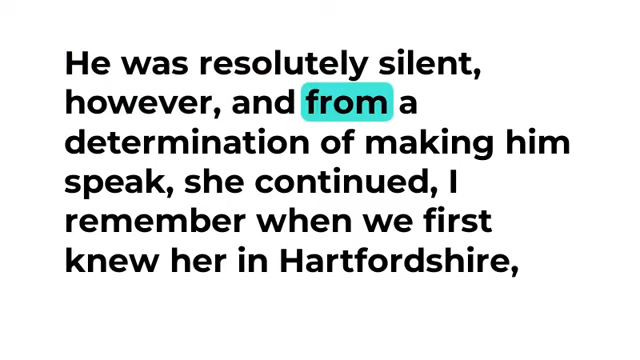 He was resolutely silent,
however, and from a
determination of making him
speak, she continued, I
remember when we first
knew her in Hartfordshire,